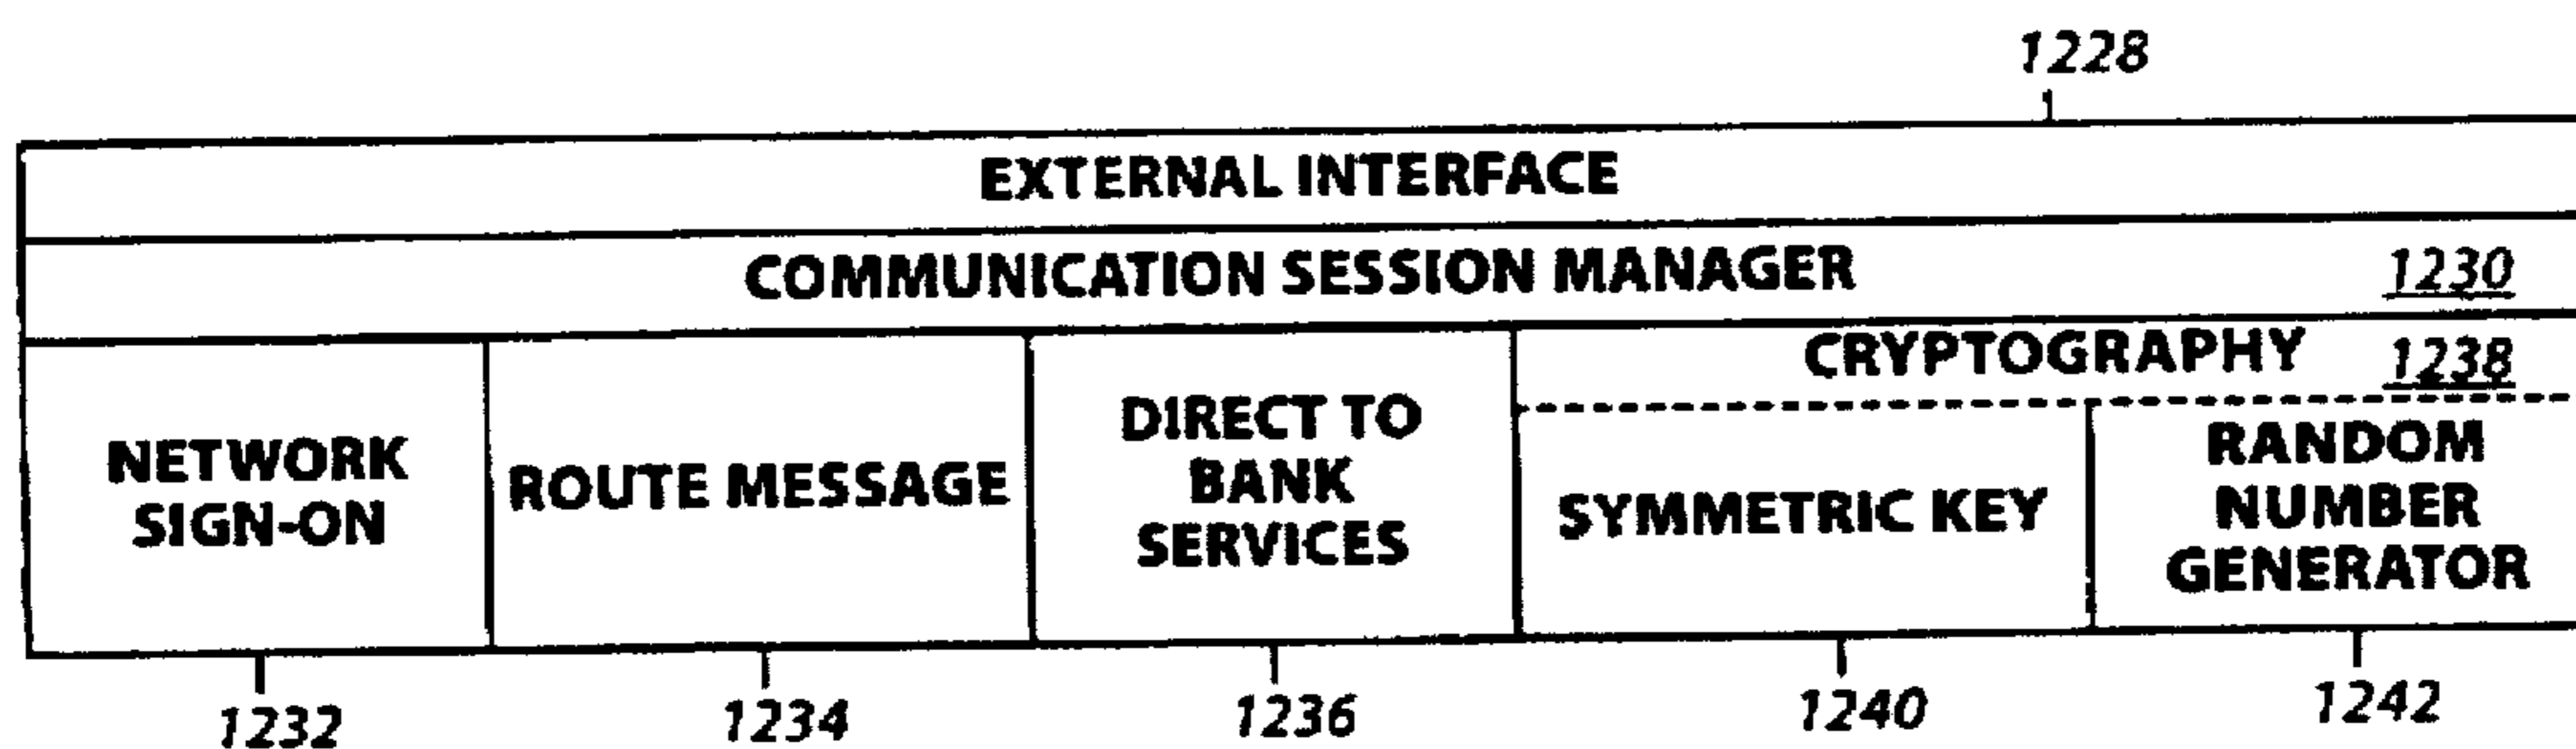 1228
EXTERNAL INTERFACE
COMMUNICATION SESSION MANAGER 1230
CRYPTOGRAPHY 1238
NETWORK
SIGN-ON
ROUTE MESSAGE
DIRECT TO
BANK
SERVICES
SYMMETRIC KEY
RANDOM
NUMBER
GENERATOR
1232 1234 1236 1240 1242